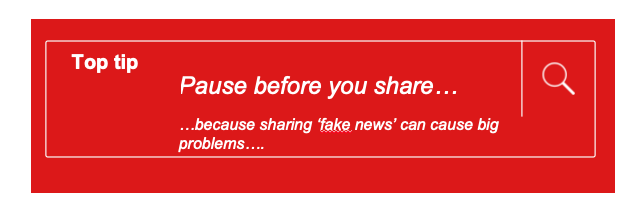 Top tip
Pause before you share…
…because sharing ‘fake news’ can cause big
problems….